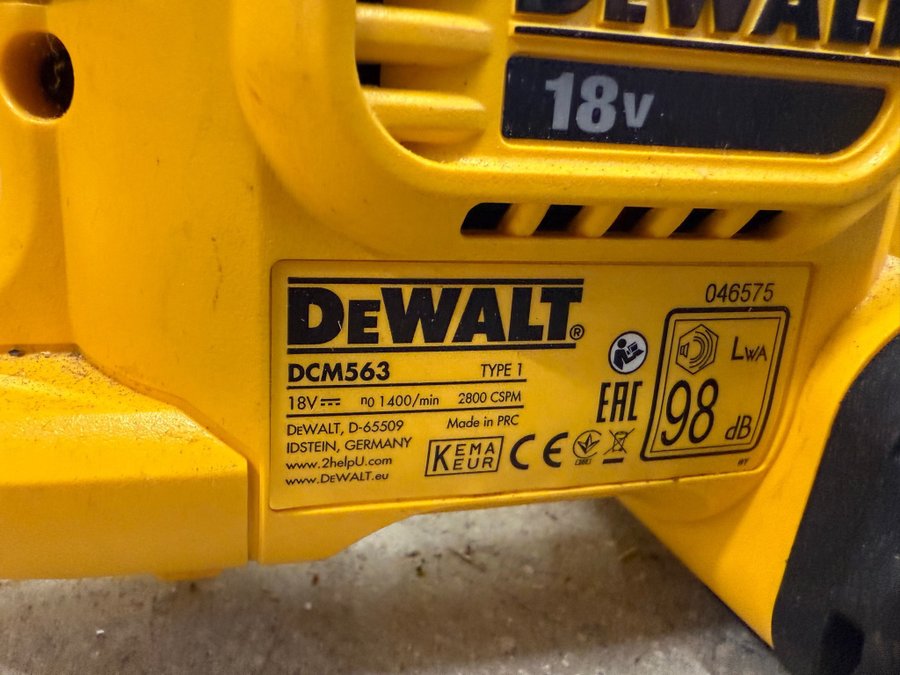 DEWALT
18V
DEWALT®
046575
DCM563 TYPE 1
18V n0 1400/min 2800 CSPM
DEWALT, D-65509 Made in PRC
IDSTEIN, GERMANY
www.2helpU.com
www.DEWALT.eu
KEMA
KEUR
CE
EAC
LWA
98 dB